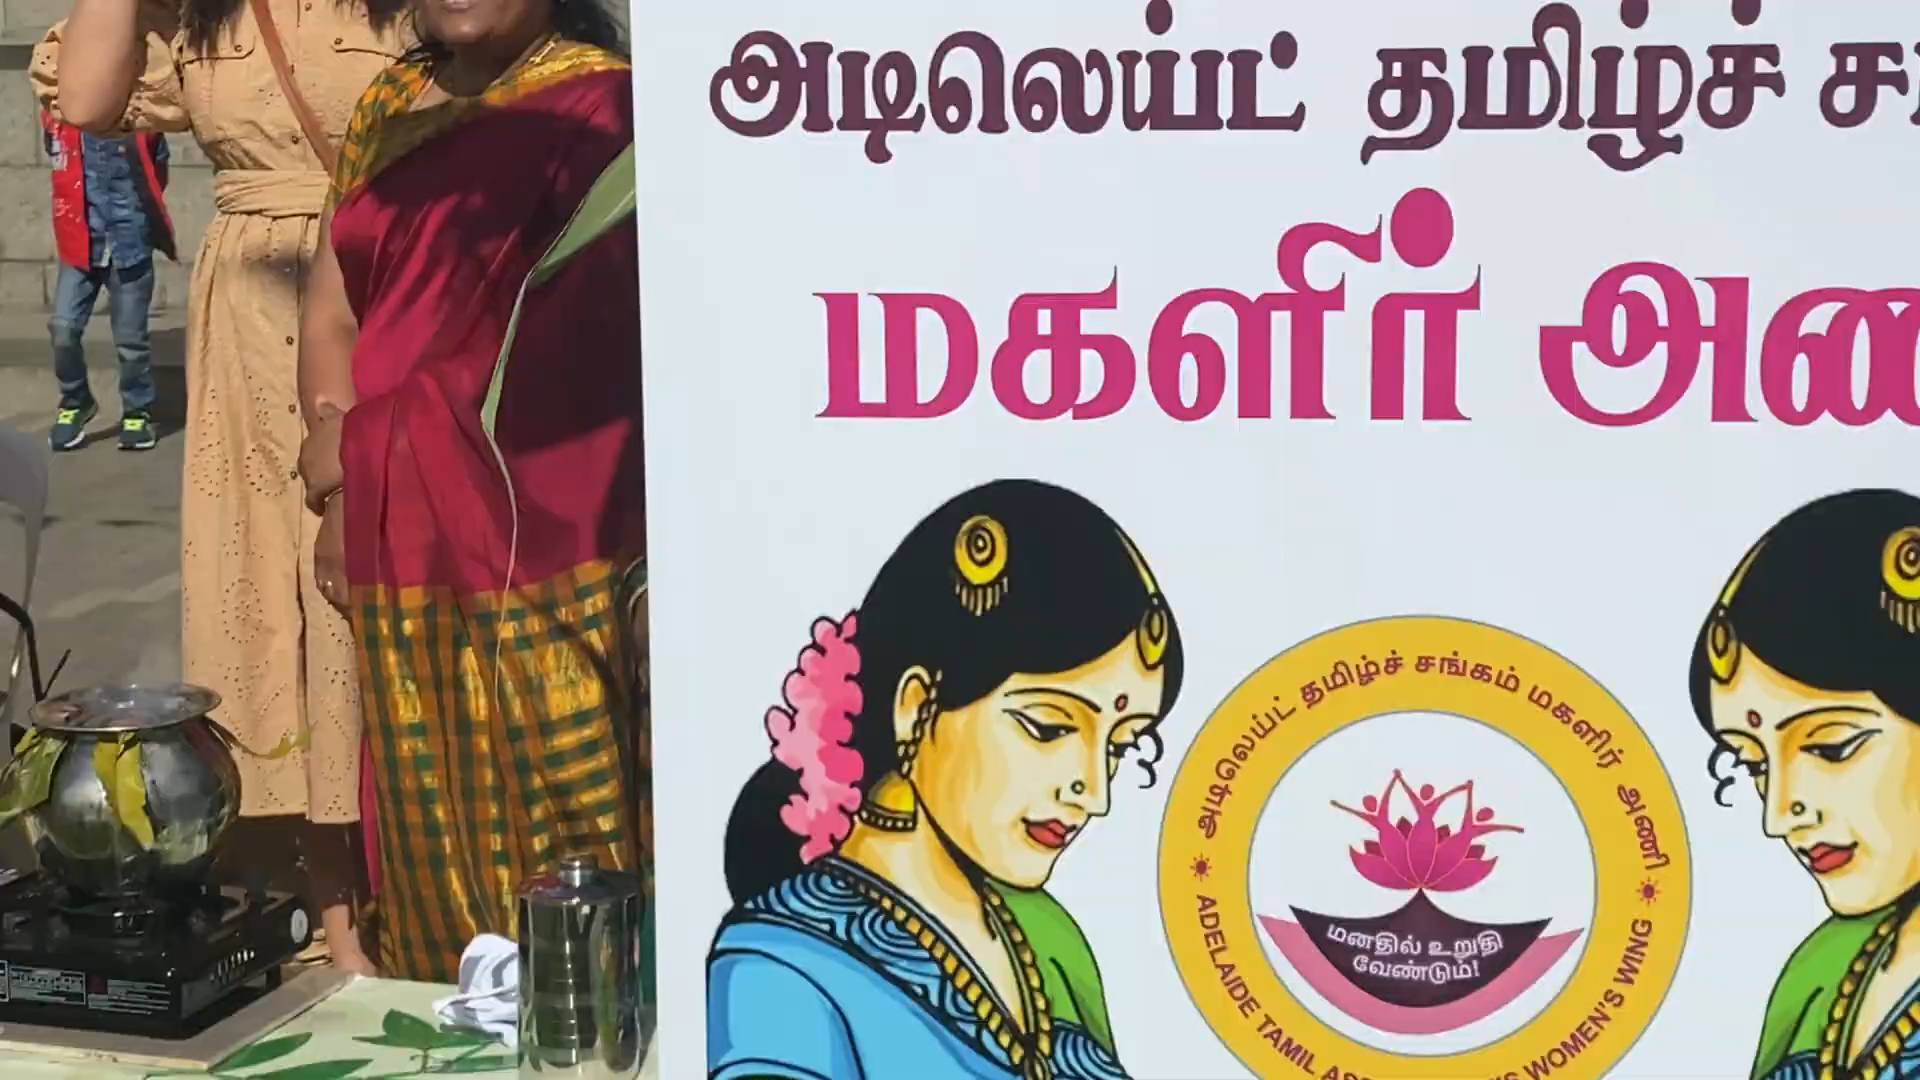 அடிலெய்ட் தமிழ்ச்
மகளிர்
அடிலெய்ட் தமிழ்ச் சங்கம் மகளிர் அணி
மனதில் உறுதி
வேண்டும்!
ADELAIDE TAMIL WOMEN'S WING